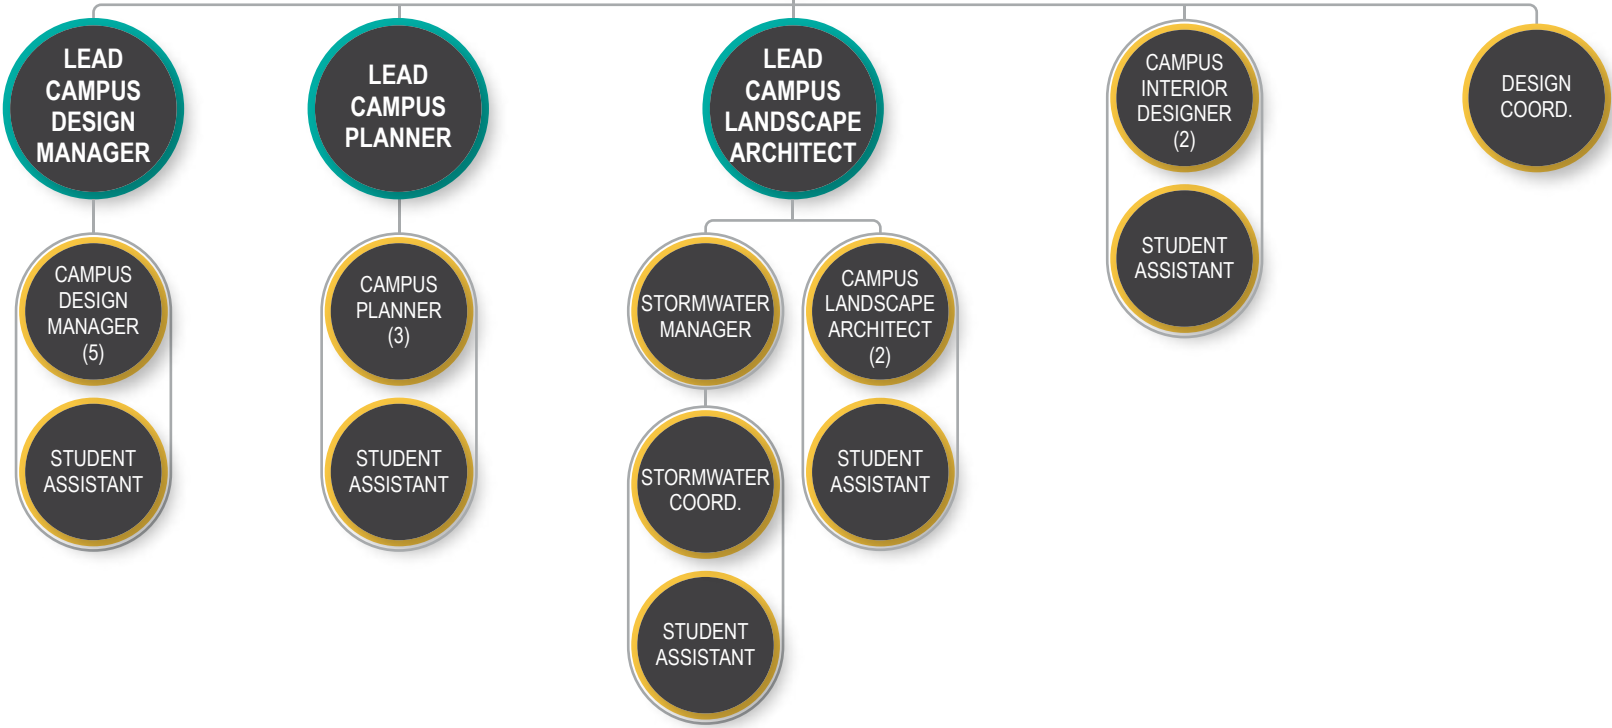 LEAD
CAMPUS
DESIGN
MANAGER
LEAD
CAMPUS
PLANNER
LEAD
CAMPUS
LANDSCAPE
ARCHITECT
CAMPUS
INTERIOR
DESIGNER
(2)
DESIGN
COORD.
STUDENT
ASSISTANT
CAMPUS
DESIGN
MANAGER
(5)
CAMPUS
PLANNER
(3)
STORMWATER
MANAGER
CAMPUS
LANDSCAPE
ARCHITECT
(2)
STUDENT
ASSISTANT
STUDENT
ASSISTANT
STORMWATER
COORD.
STUDENT
ASSISTANT
STUDENT
ASSISTANT